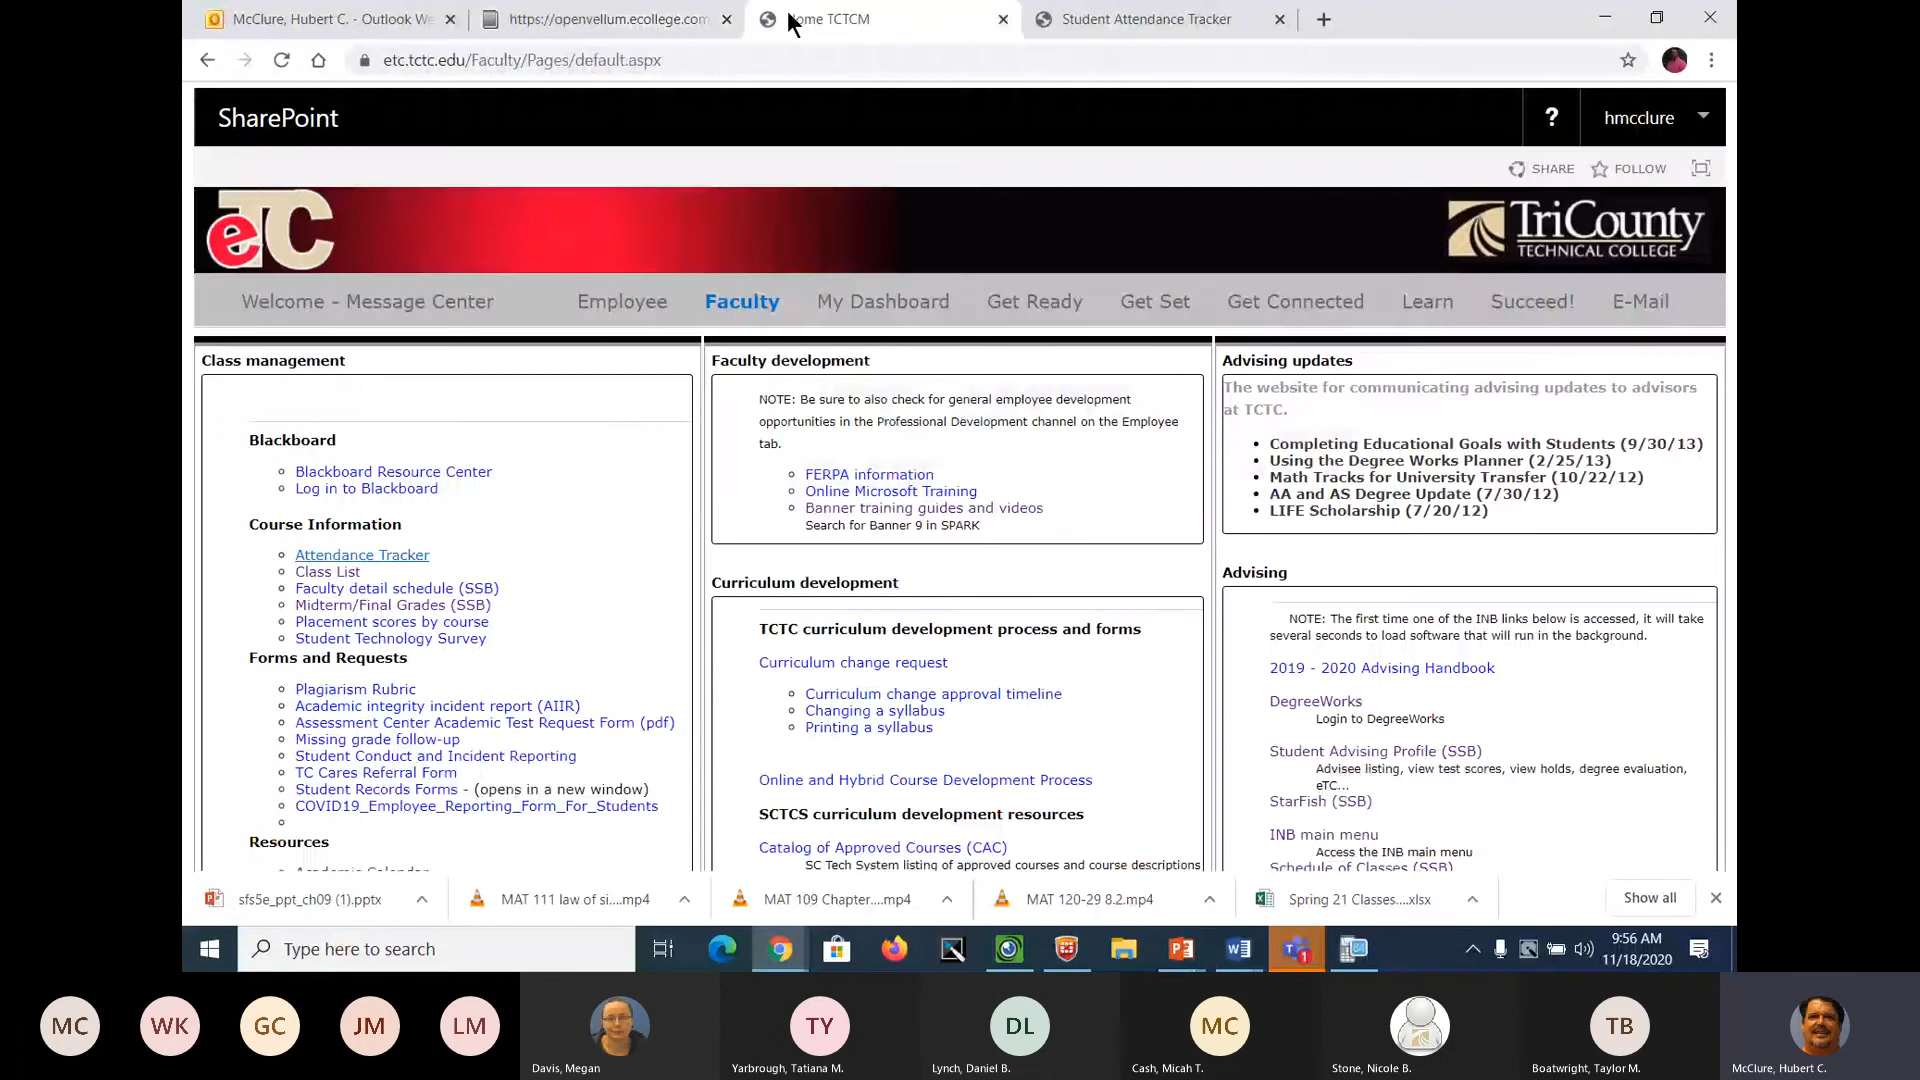 McClure, Hubert C. - Outlook We
https://openvellum.ecollege.com
ome TCTCM
Student Attendance Tracker
etc.tctc.edu/Faculty/Pages/default.aspx
SharePoint
?
hmcclure
SHARE
FOLLOW
eTC
TriCounty
TECHNICAL COLLEGE
Welcome - Message Center
Employee
Faculty
My Dashboard
Get Ready
Get Set
Get Connected
Learn
Succeed!
E-Mail
Class management
Blackboard
Blackboard Resource Center
Log in to Blackboard
Course Information
Attendance Tracker
Class List
Faculty detail schedule (SSB)
Midterm/Final Grades (SSB)
Placement scores by course
Student Technology Survey
Forms and Requests
Plagiarism Rubric
Academic integrity incident report (AIIR)
Assessment Center Academic Test Request Form (pdf)
Missing grade follow-up
Student Conduct and Incident Reporting
TC Cares Referral Form
Student Records Forms - (opens in a new window)
COVID19_Employee_Reporting_Form_For_Students
Resources
Academic Calendar
Faculty development
NOTE: Be sure to also check for general employee development
opportunities in the Professional Development channel on the Employee
tab.
FERPA information
Online Microsoft Training
Banner training guides and videos
Search for Banner 9 in SPARK
Curriculum development
TCTC curriculum development process and forms
Curriculum change request
Curriculum change approval timeline
Changing a syllabus
Printing a syllabus
Online and Hybrid Course Development Process
SCTCS curriculum development resources
Catalog of Approved Courses (CAC)
SC Tech System listing of approved courses and course descriptions
Advising updates
The website for communicating advising updates to advisors
at TCTC.
Completing Educational Goals with Students (9/30/13)
Using the Degree Works Planner (2/25/13)
Math Tracks for University Transfer (10/22/12)
AA and AS Degree Update (7/30/12)
LIFE Scholarship (7/20/12)
Advising
NOTE: The first time one of the INB links below is accessed, it will take
several seconds to load software that will run in the background.
2019 - 2020 Advising Handbook
DegreeWorks
Login to DegreeWorks
Student Advising Profile (SSB)
Advisee listing, view test scores, view holds, degree evaluation,
eTC...
StarFish (SSB)
INB main menu
Access the INB main menu
Schedule of Classes (SSB)
sfs5e_ppt_ch09 (1).pptx
MAT 111 law of si....mp4
MAT 109 Chapter....mp4
MAT 120-29 8.2.mp4
Spring 21 Classes....xlsx
Show all
Type here to search
1
9:56 AM
11/18/2020
MC
WK
GC
JM
LM
TY
DL
MC
TB
Davis, Megan
Yarbrough, Tatiana M.
Lynch, Daniel B.
Cash, Micah T.
Stone, Nicole B.
Boatwright, Taylor M.
McClure, Hubert C.